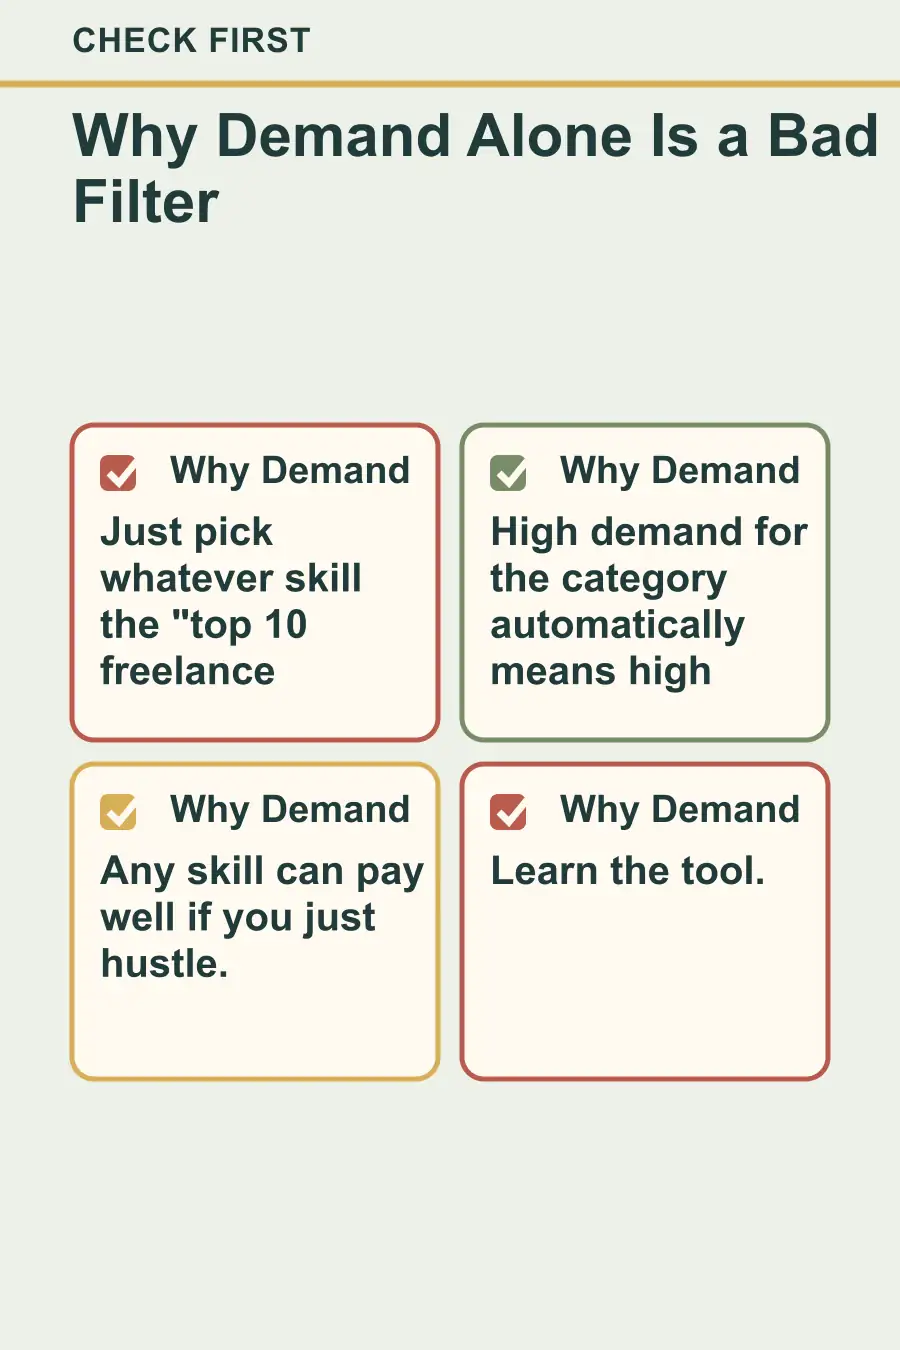 CHECK FIRST
Why Demand Alone Is a Bad
Filter
Why Demand
Just pick
whatever skill
the "top 10
freelance
Why Demand
High demand for
the category
automatically
means high
Why Demand
Any skill can pay
well if you just
hustle.
Why Demand
Learn the tool.